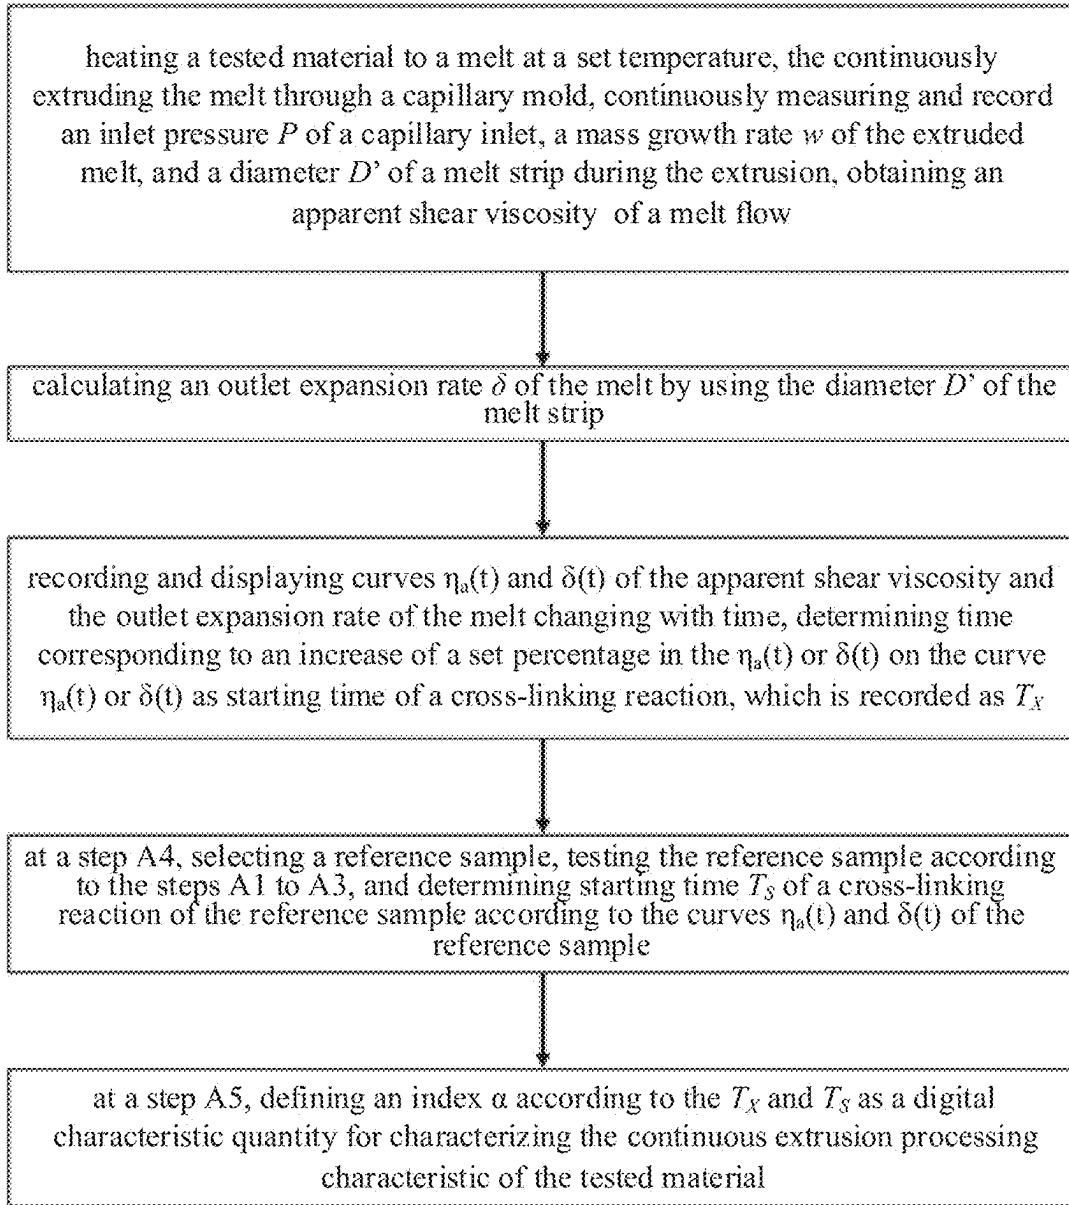 heating a tested material to a melt at a set temperature, the continuously
extruding the melt through a capillary mold, continuously measuring and record
an inlet pressure P of a capillary inlet, a mass growth rate w of the extruded
melt, and a diameter D’ of a melt strip during the extrusion, obtaining an
apparent shear viscosity of a melt flow
calculating an outlet expansion rate δ of the melt by using the diameter D’ of the
melt strip
recording and displaying curves ηₐ(t) and δ(t) of the apparent shear viscosity and
the outlet expansion rate of the melt changing with time, determining time
corresponding to an increase of a set percentage in the ηₐ(t) or δ(t) on the curve
ηₐ(t) or δ(t) as starting time of a cross-linking reaction, which is recorded as T_X
at a step A4, selecting a reference sample, testing the reference sample according
to the steps A1 to A3, and determining starting time T_S of a cross-linking
reaction of the reference sample according to the curves ηₐ(t) and δ(t) of the
reference sample
at a step A5, defining an index α according to the T_X and T_S as a digital
characteristic quantity for characterizing the continuous extrusion processing
characteristic of the tested material